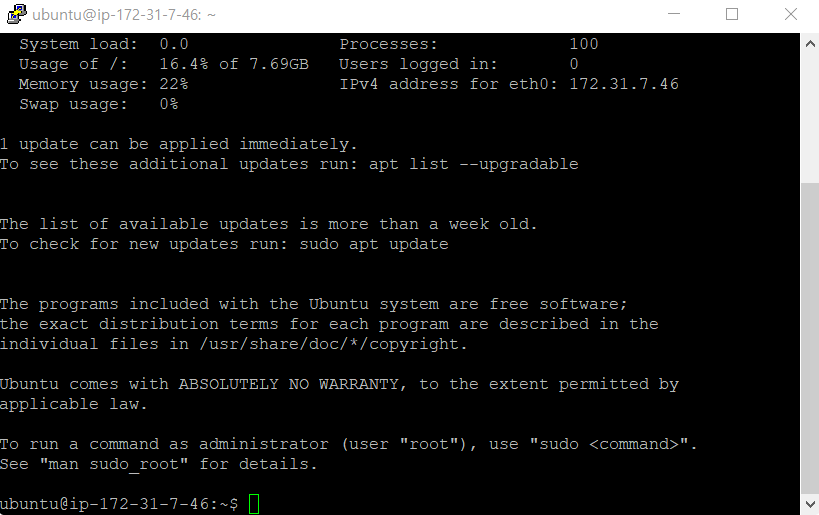 ubuntu@ip-172-31-7-46: ~
System load:  0.0                Processes:             100
Usage of /:   16.4% of 7.69GB   Users logged in:       0
Memory usage: 22%               IPv4 address for eth0: 172.31.7.46
Swap usage:   0%
1 update can be applied immediately.
To see these additional updates run: apt list --upgradable
The list of available updates is more than a week old.
To check for new updates run: sudo apt update
The programs included with the Ubuntu system are free software;
the exact distribution terms for each program are described in the
individual files in /usr/share/doc/*/copyright.
Ubuntu comes with ABSOLUTELY NO WARRANTY, to the extent permitted by
applicable law.
To run a command as administrator (user "root"), use "sudo <command>".
See "man sudo_root" for details.
ubuntu@ip-172-31-7-46:~$